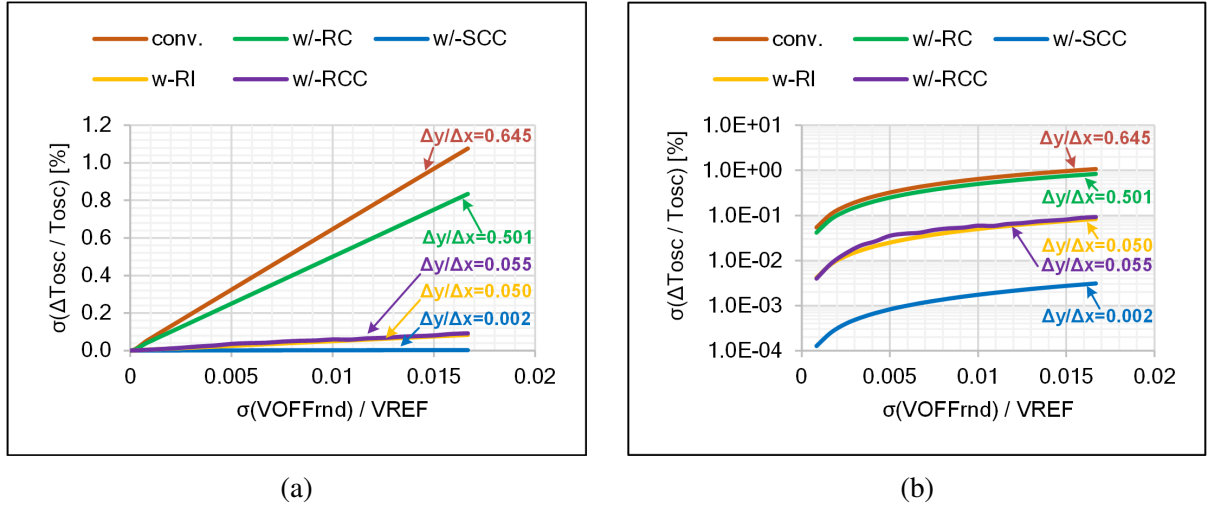 conv. w/-RC w/-SCC
w-RI w/-RCC
1.2
1.0
0.8
0.6
0.4
0.2
0.0
σ(ΔTosc / Tosc) [%]
Δy/Δx=0.645
Δy/Δx=0.501
Δy/Δx=0.055
Δy/Δx=0.050
Δy/Δx=0.002
0 0.005 0.01 0.015 0.02
σ(VOFFrnd) / VREF
(a)
conv. w/-RC w/-SCC
w-RI w/-RCC
1.0E+01
1.0E+00
1.0E-01
1.0E-02
1.0E-03
1.0E-04
σ(ΔTosc / Tosc) [%]
Δy/Δx=0.645
Δy/Δx=0.501
Δy/Δx=0.050
Δy/Δx=0.055
Δy/Δx=0.002
0 0.005 0.01 0.015 0.02
σ(VOFFrnd) / VREF
(b)